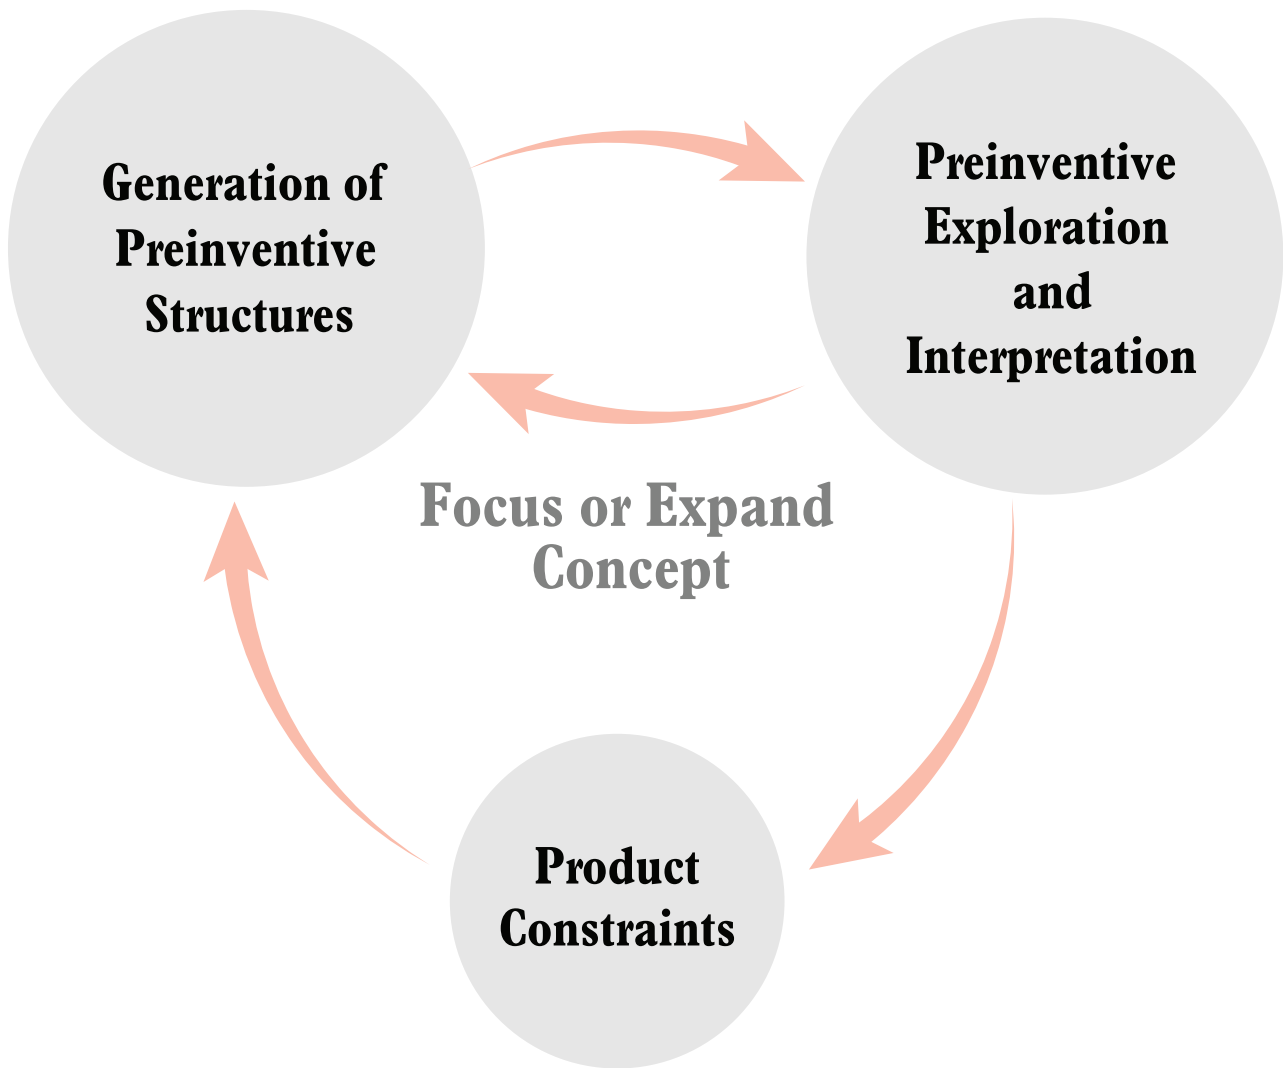 Generation of
Preinventive
Structures
Preinventive
Exploration
and
Interpretation
Focus or Expand
Concept
Product
Constraints